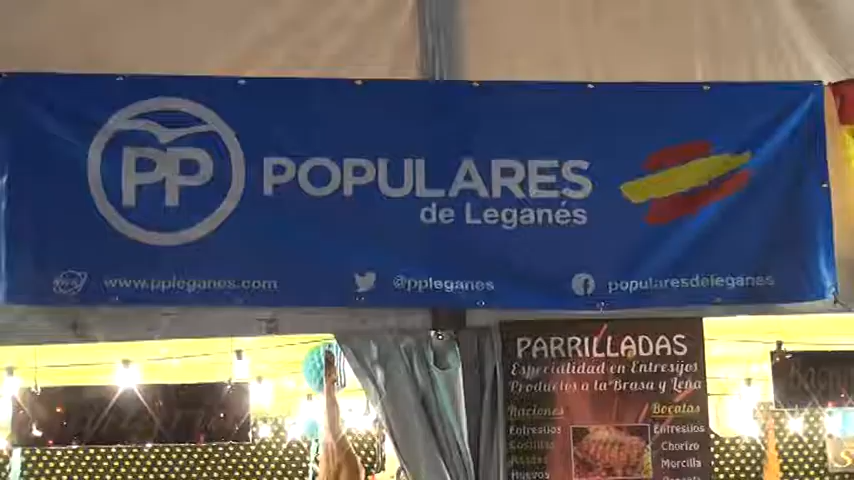 PP
POPULARES
de Leganés
www.ppleganes.com
@ppleganes
popularesdeleganes
PARRILLADAS
Especialidad en Entresijos
Productos a la Brasa y Leña
Raciones
Entresijos
Costillas
Huevos
Bocatas
Entresijos
Chorizo
Morcilla